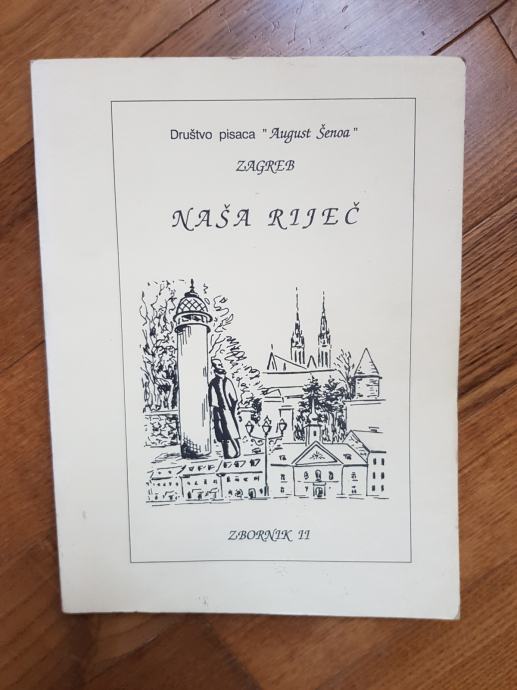 Društvo pisaca "August Šenoa"
ZAGREB
NAŠA RIJEČ
ZBORNIK II